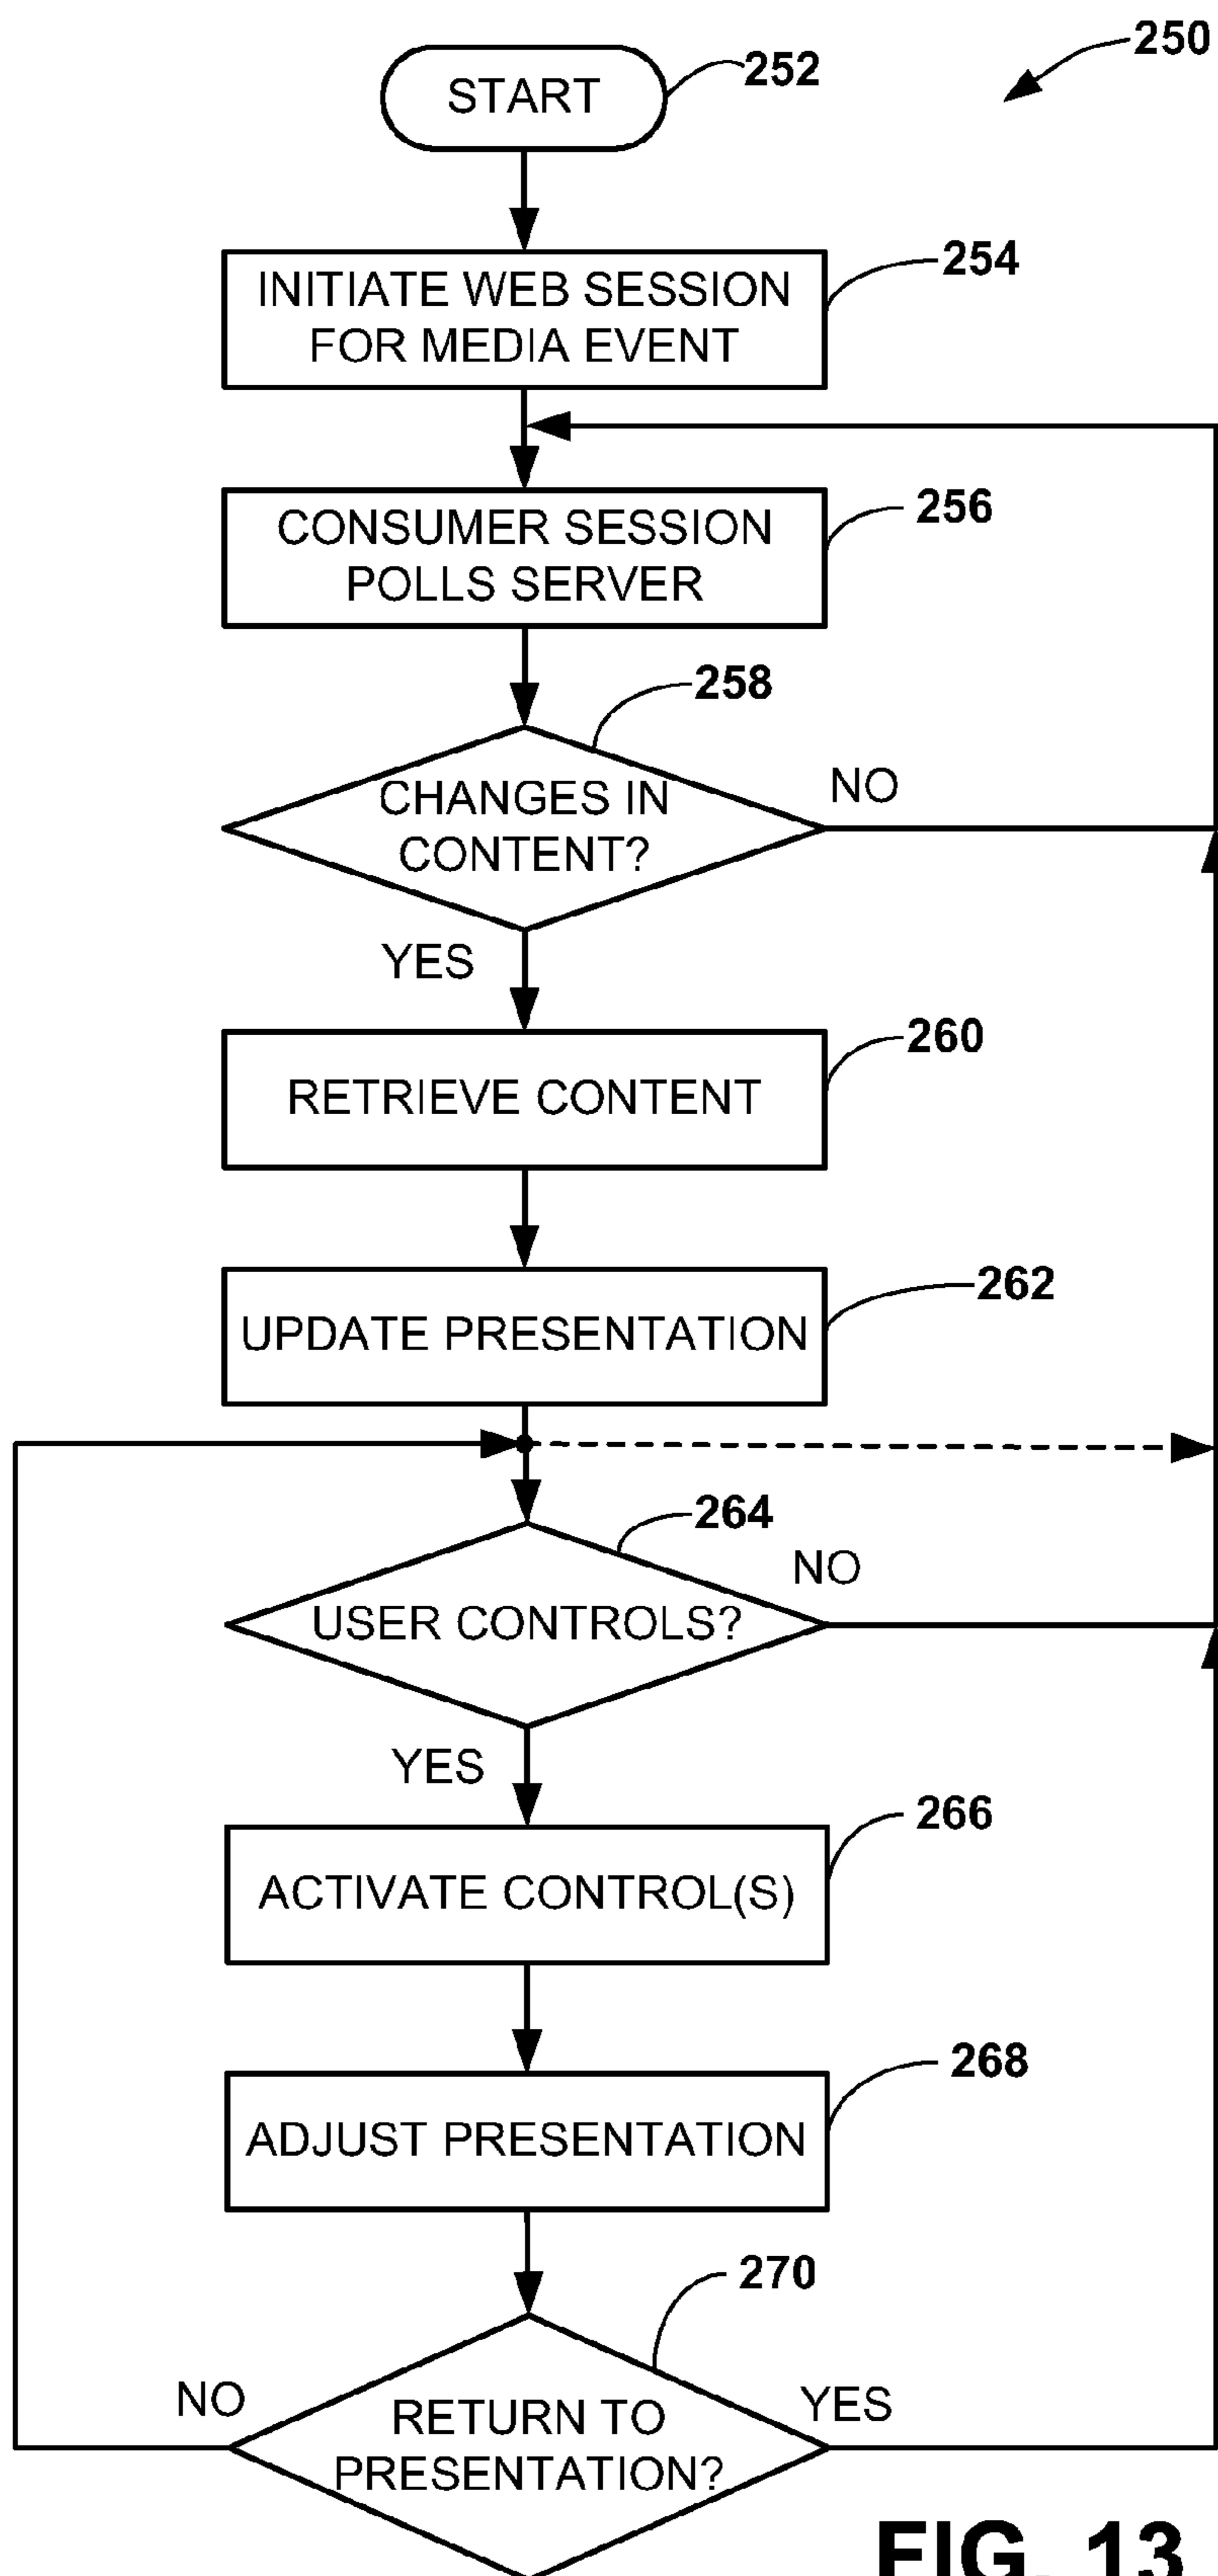 250
START
252
INITIATE WEB SESSION
FOR MEDIA EVENT
254
CONSUMER SESSION
POLLS SERVER
256
258
CHANGES IN
CONTENT?
NO
YES
260
RETRIEVE CONTENT
262
UPDATE PRESENTATION
264
NO
USER CONTROLS?
YES
266
ACTIVATE CONTROL(S)
268
ADJUST PRESENTATION
270
NO
YES
RETURN TO
PRESENTATION?
FIG. 13